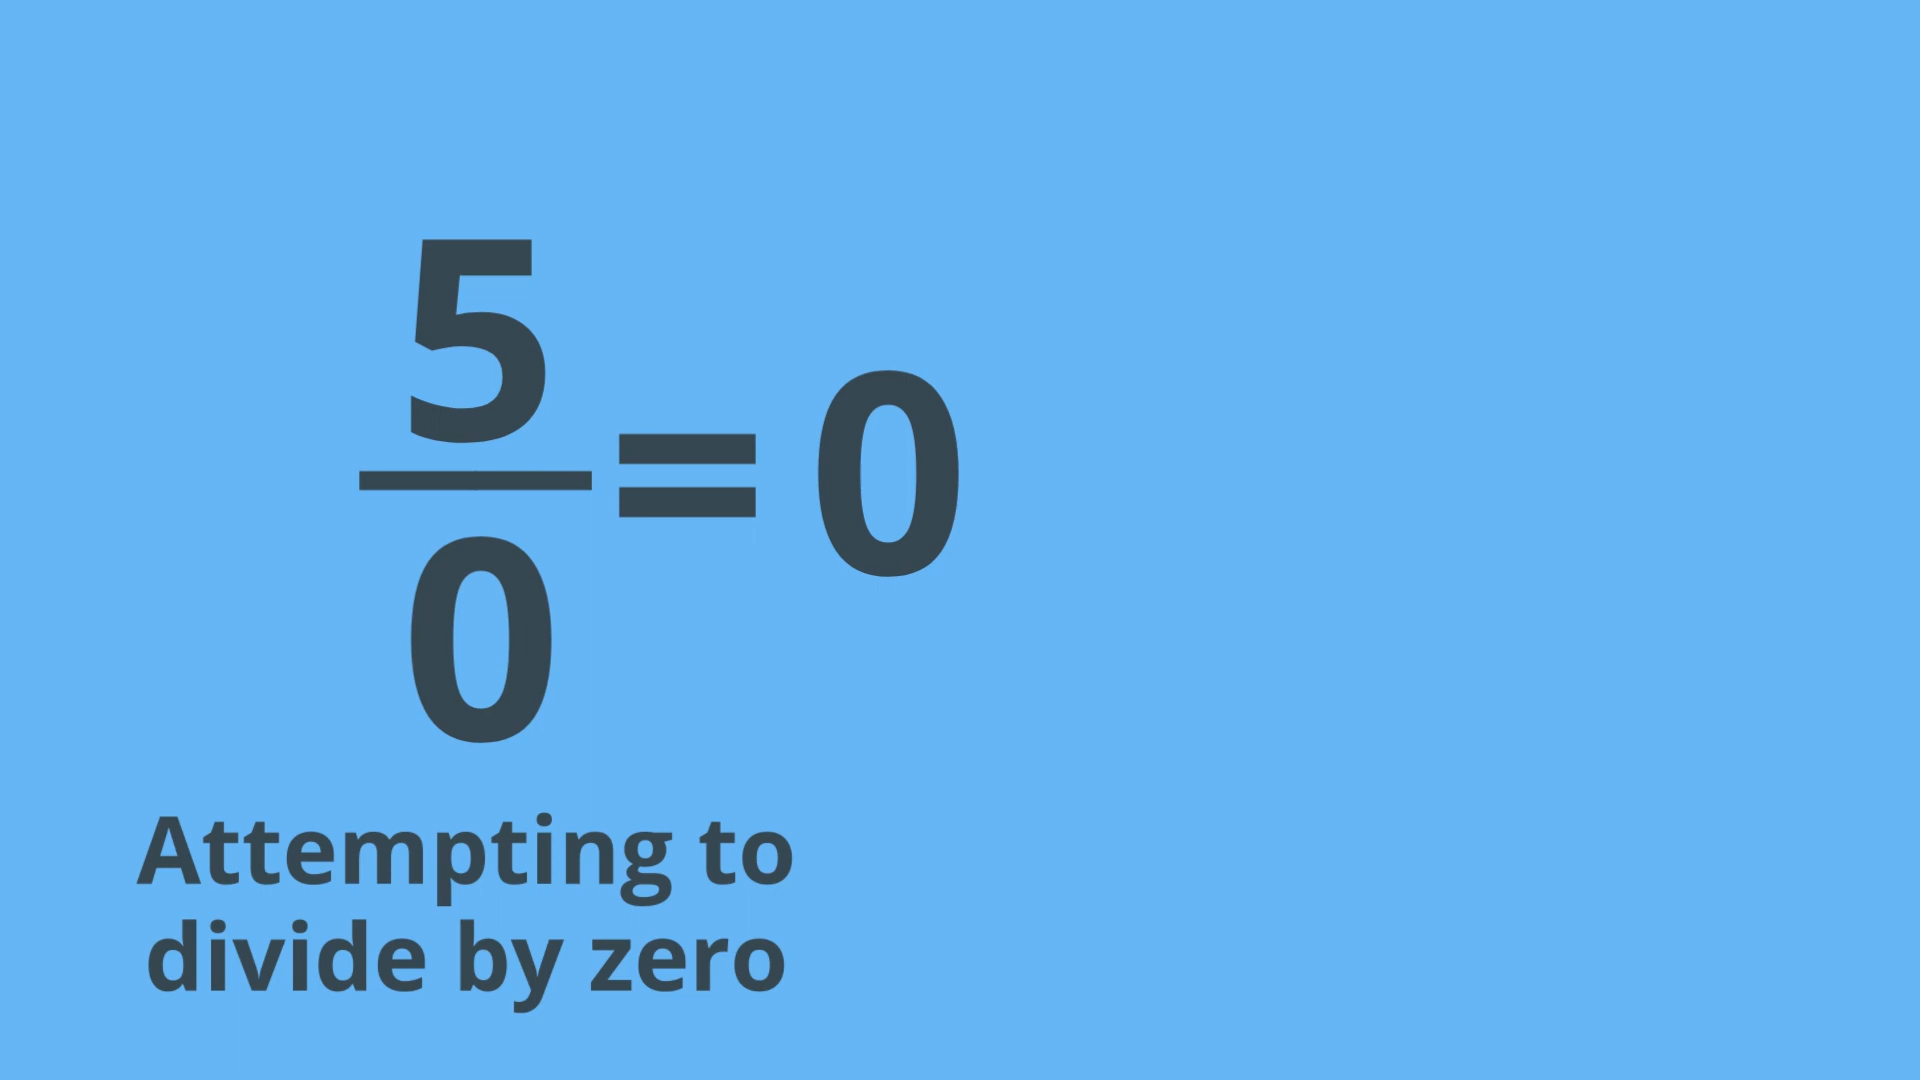 5
= 0
0
Attempting to
divide by zero